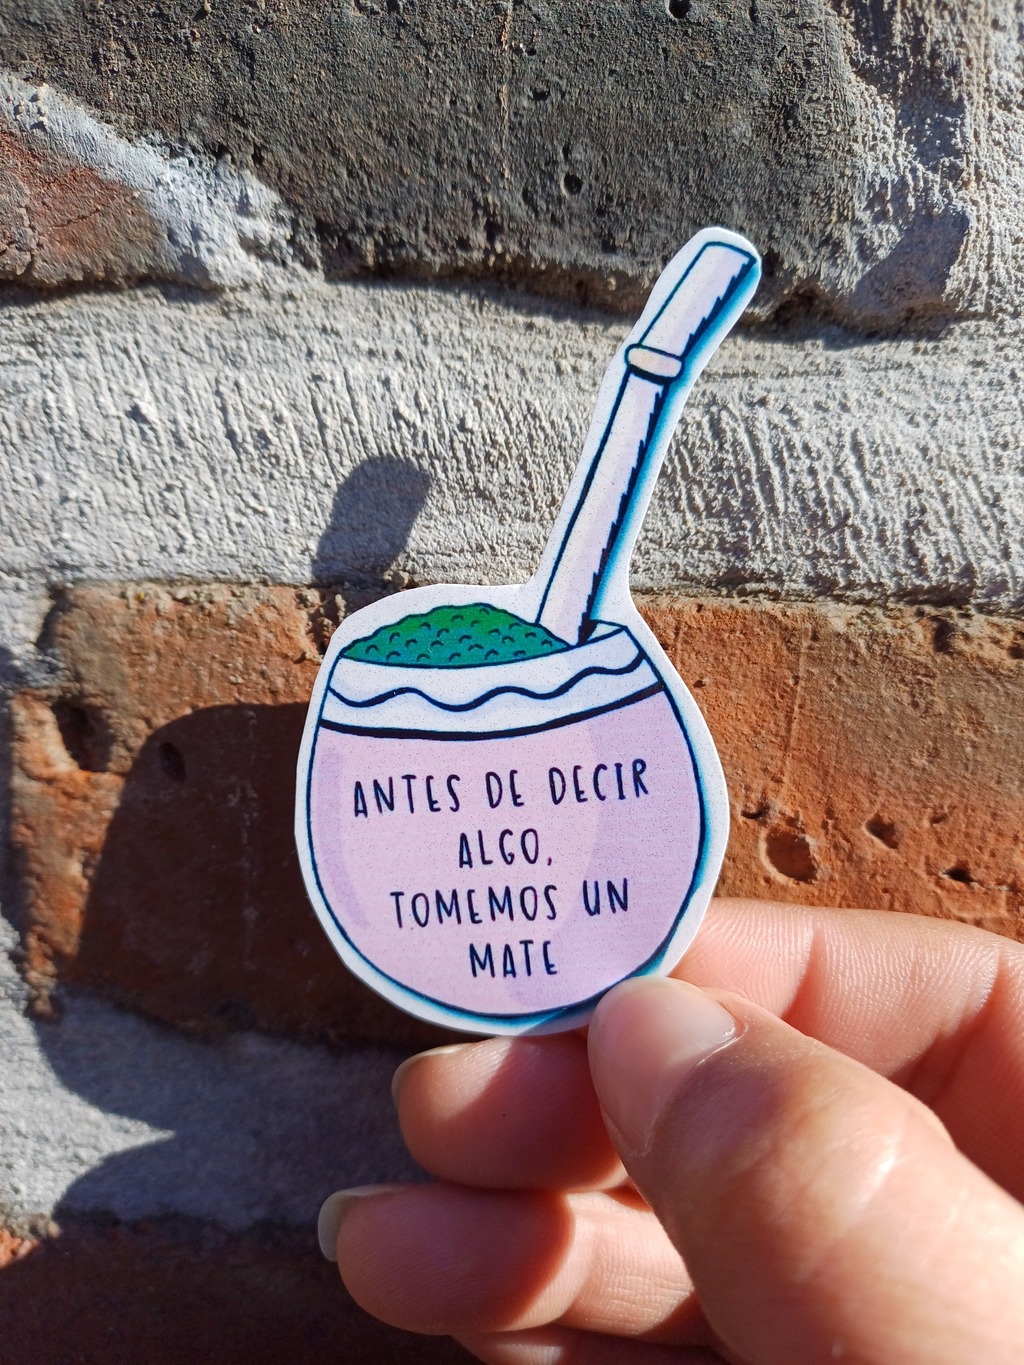 ANTES DE DECIR
ALGO,
TOMEMOS UN
MATE